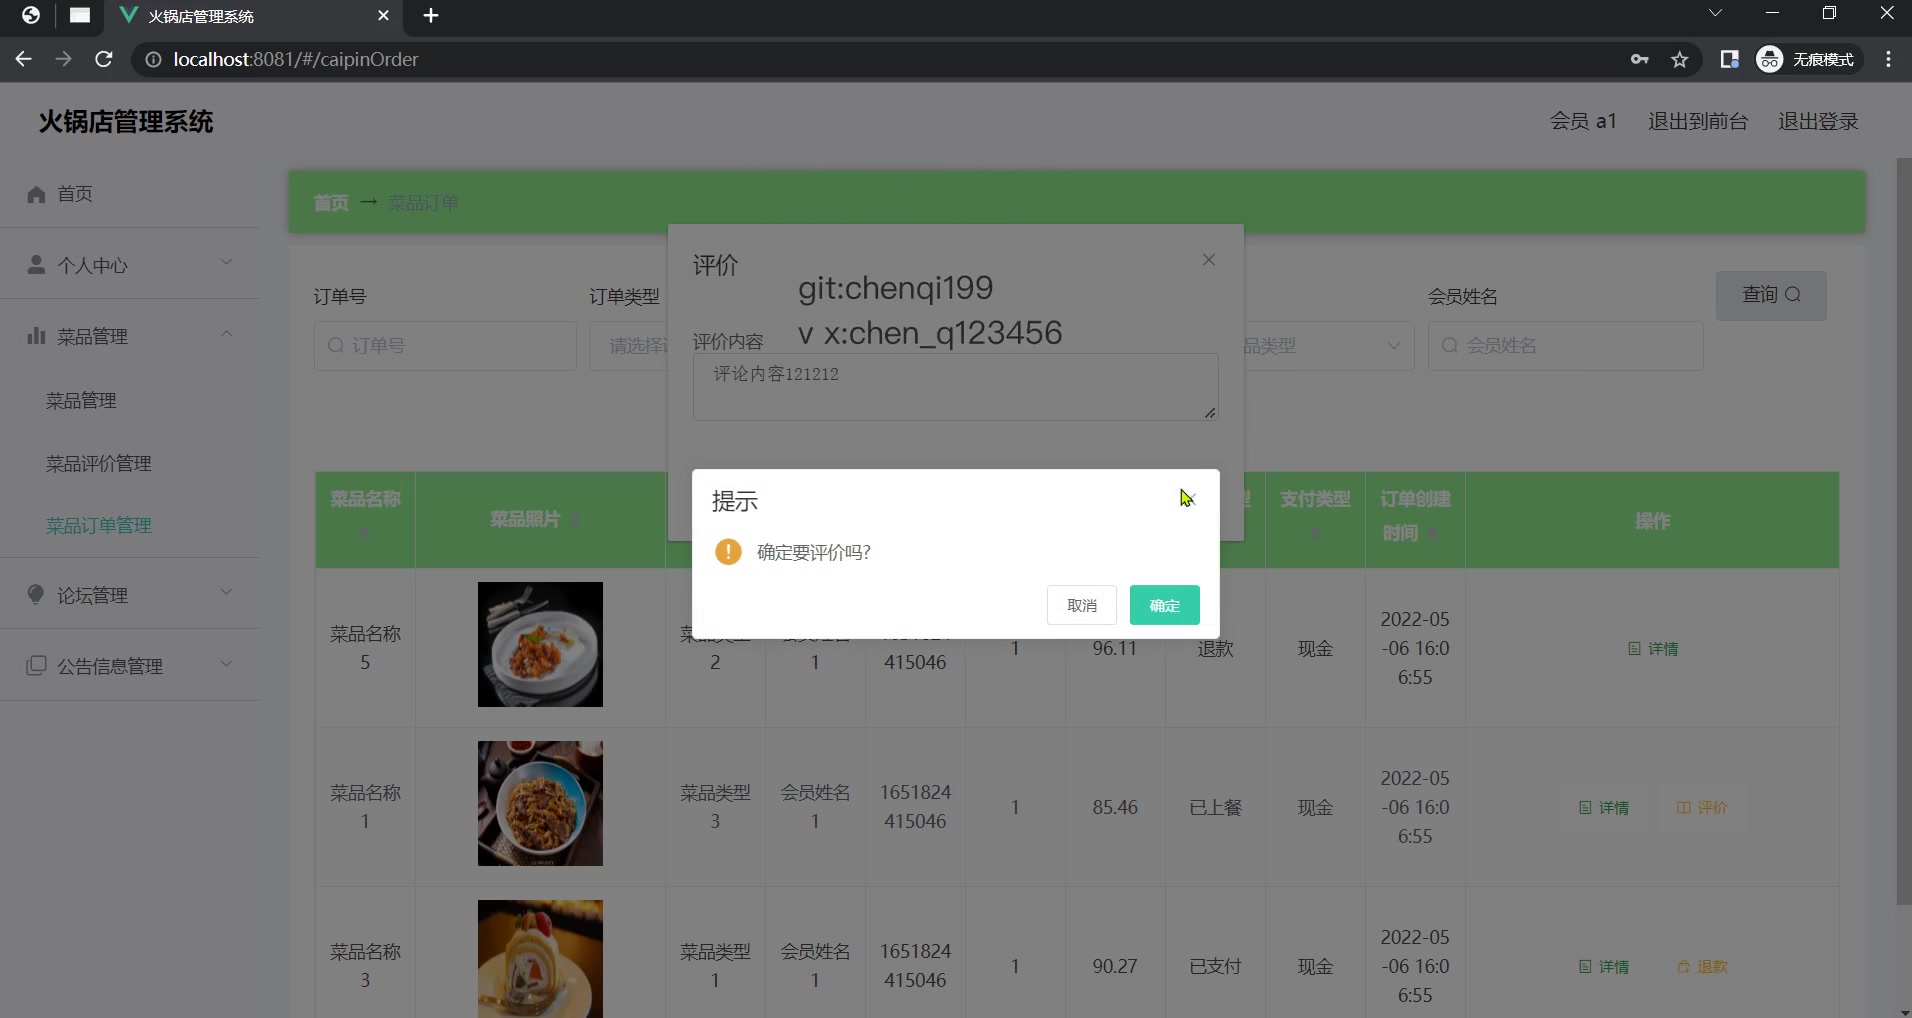 火锅店管理系统
localhost:8081/#/caipinOrder
无痕模式
火锅店管理系统
会员 a1
退出到前台
退出登录
首页
个人中心
菜品管理
菜品管理
菜品评价管理
菜品订单管理
论坛管理
公告信息管理
首页 → 菜品订单
订单号
订单类型
会员姓名
查询
订单号
请选择
品类型
会员姓名
评价
git:chenqi199
v x:chen_q123456
评价内容
评论内容121212
提示
确定要评价吗?
取消
确定
菜品名称
菜品照片
型
支付类型
订单创建
时间
操作
菜品名称
5
2
1
415046
1
96.11
退款
现金
2022-05
-06 16:0
6:55
详情
菜品名称
1
菜品类型
3
会员姓名
1
1651824
415046
1
85.46
已上餐
现金
2022-05
-06 16:0
6:55
详情
评价
菜品名称
3
菜品类型
1
会员姓名
1
1651824
415046
1
90.27
已支付
现金
2022-05
-06 16:0
6:55
详情
退款